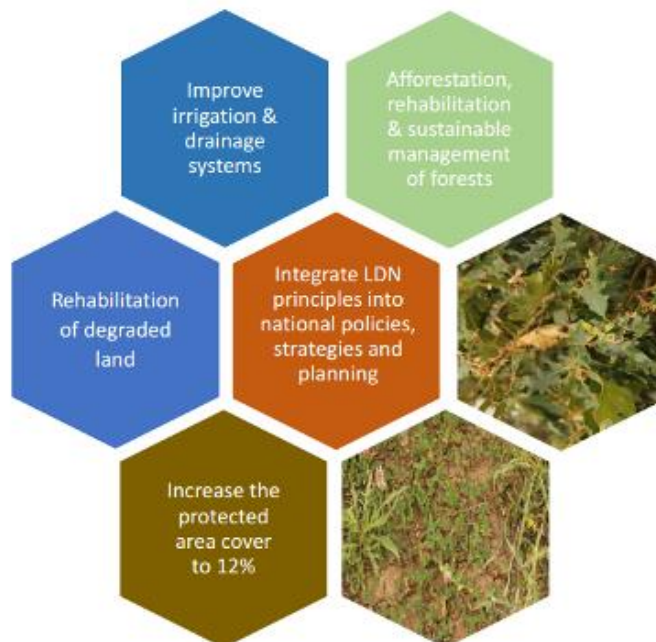 Improve
irrigation &
drainage
systems
Afforestation,
rehabilitation
& sustainable
management
of forests
Rehabilitation
of degraded
land
Integrate LDN
principles into
national policies,
strategies and
planning
Increase the
protected
area cover
to 12%